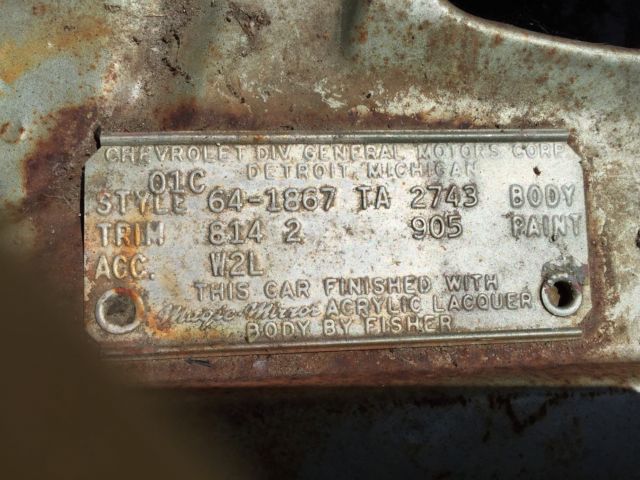 CHEVROLET DIV. GENERAL MOTORS CORP.
DETROIT, MICHIGAN
01C
STYLE 64-1867 TA 2743 BODY
TRIM 814 2 905 PAINT
ACC. W2L
THIS CAR FINISHED WITH
Magic-Mirror ACRYLIC LACQUER
BODY BY FISHER